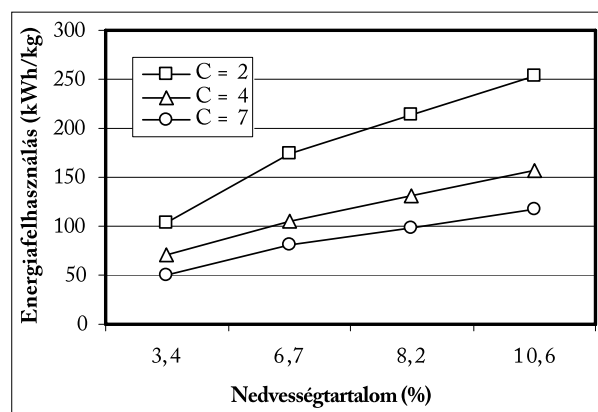 Energiafelhasználás (kWh/kg)
300
250
200
150
100
50
0
C = 2
C = 4
C = 7
3,4 6,7 8,2 10,6
Nedvességtartalom (%)